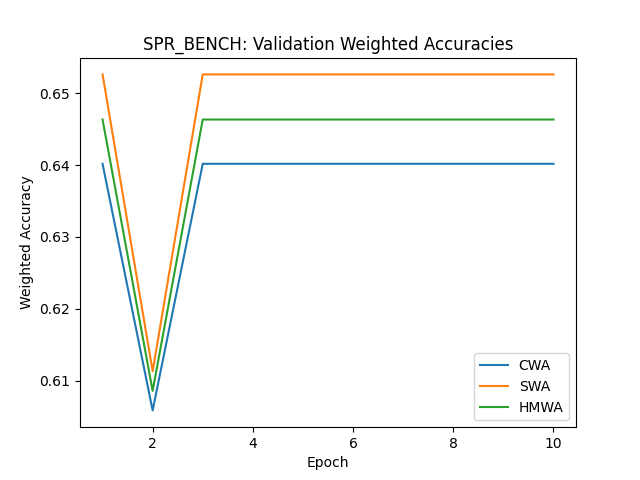 SPR_BENCH: Validation Weighted Accuracies
Weighted Accuracy
0.65
0.64
0.63
0.62
0.61
CWA
SWA
HMWA
2 4 6 8 10
Epoch